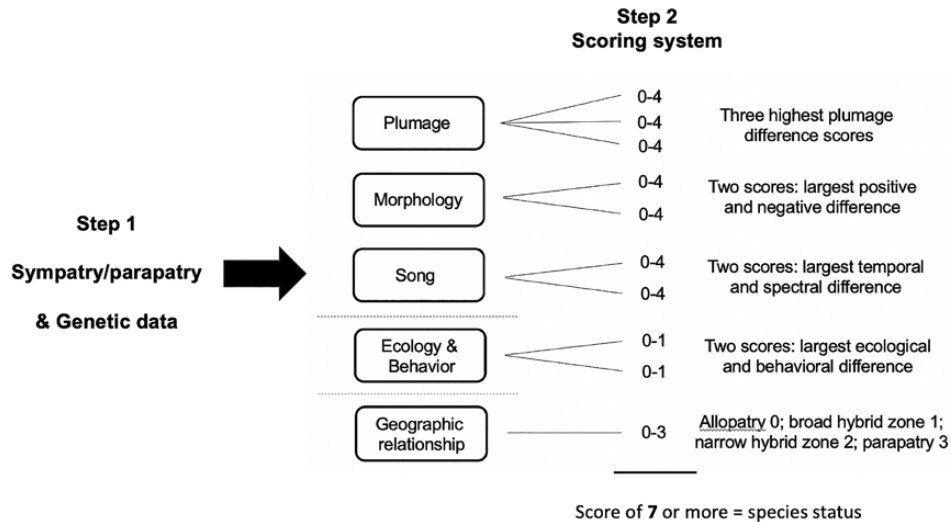 Step 2
Scoring system
Step 1
Sympatry/parapatry
& Genetic data
Plumage
0-4
0-4
0-4
Three highest plumage
difference scores
Morphology
0-4
0-4
Two scores: largest positive
and negative difference
Song
0-4
0-4
Two scores: largest temporal
and spectral difference
Ecology &
Behavior
0-1
0-1
Two scores: largest ecological
and behavioral difference
Geographic
relationship
0-3
Allopatry 0; broad hybrid zone 1;
narrow hybrid zone 2; parapatry 3
Score of 7 or more = species status